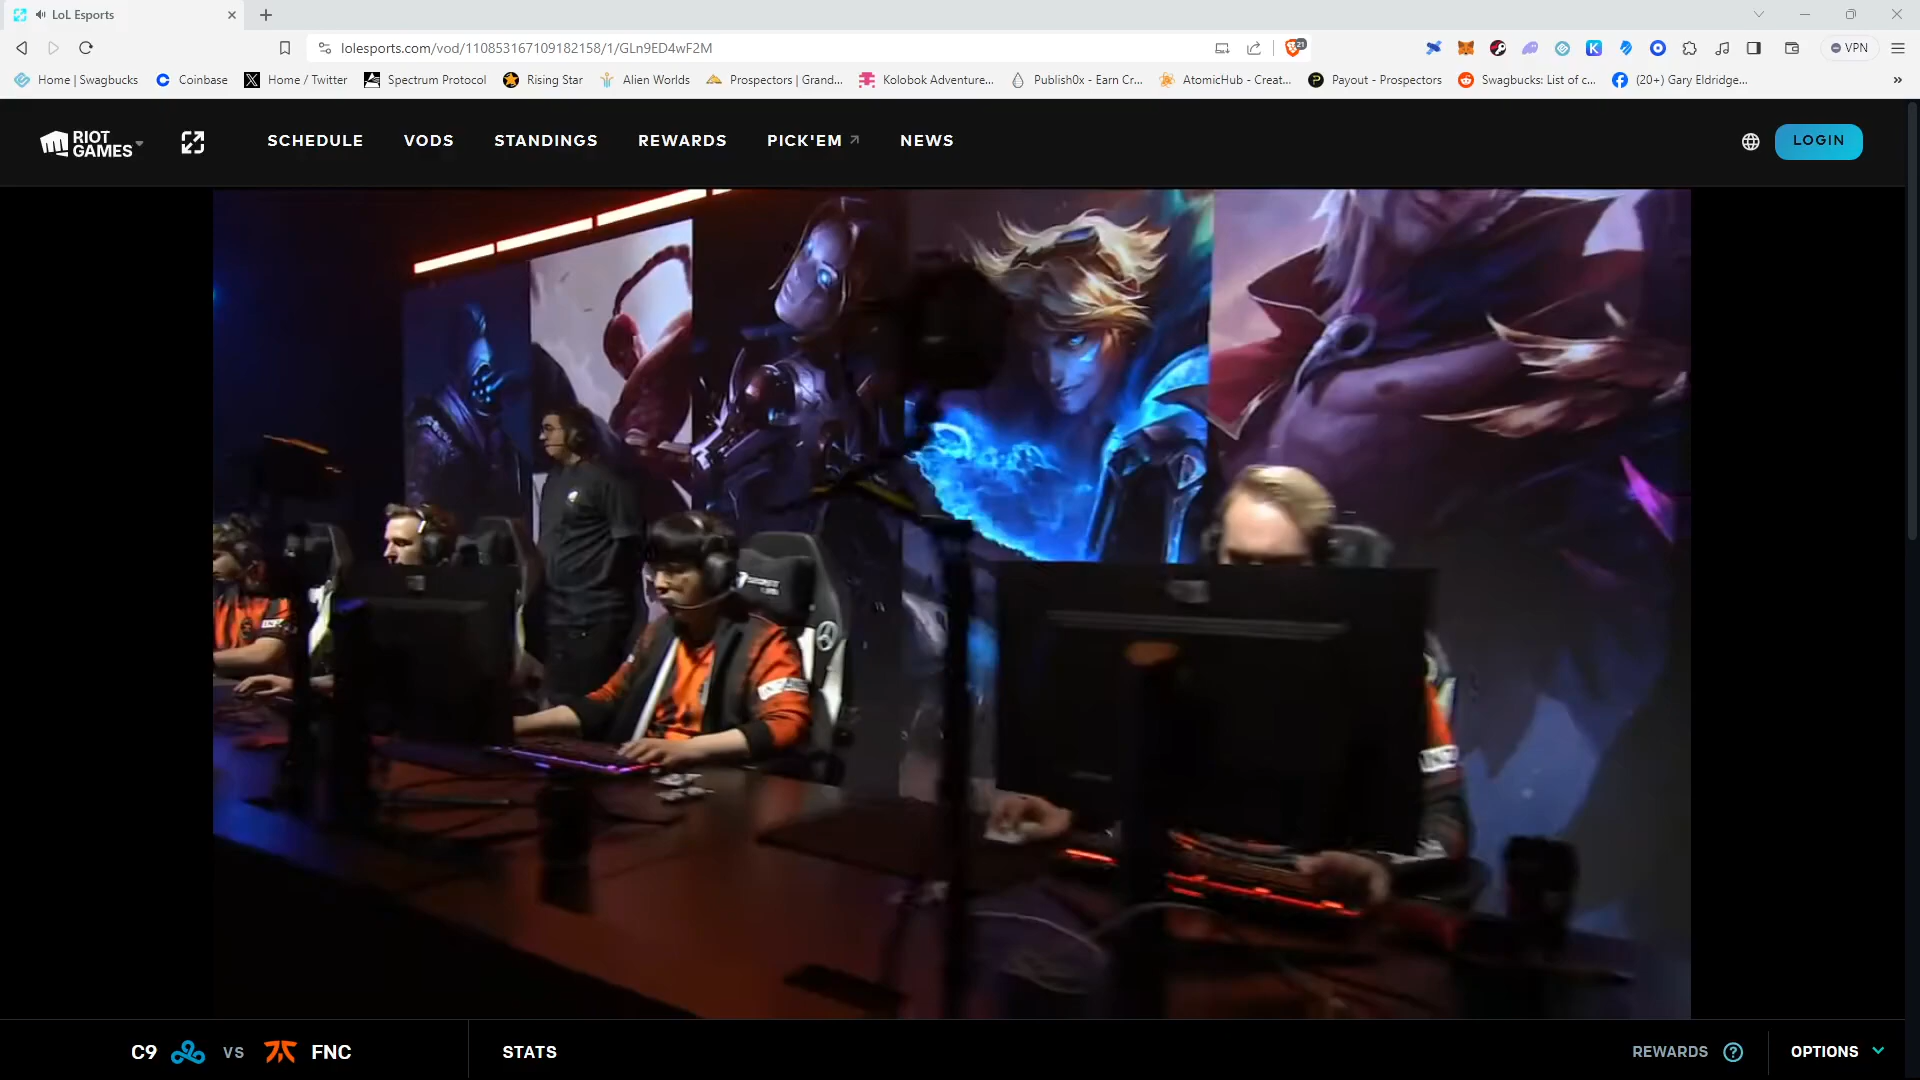 LoL Esports
lolesports.com/vod/110853167109182158/1/GLn9ED4wF2M
21
VPN
Home | Swagbucks
Coinbase
Home / Twitter
Spectrum Protocol
Rising Star
Alien Worlds
Prospectors | Grand...
Kolobok Adventure...
Publish0x - Earn Cr...
AtomicHub - Creat...
Payout - Prospectors
Swagbucks: List of c...
(20+) Gary Eldridge...
RIOT GAMES
SCHEDULE
VODS
STANDINGS
REWARDS
PICK'EM
NEWS
LOGIN
C9 VS FNC
STATS
REWARDS
OPTIONS